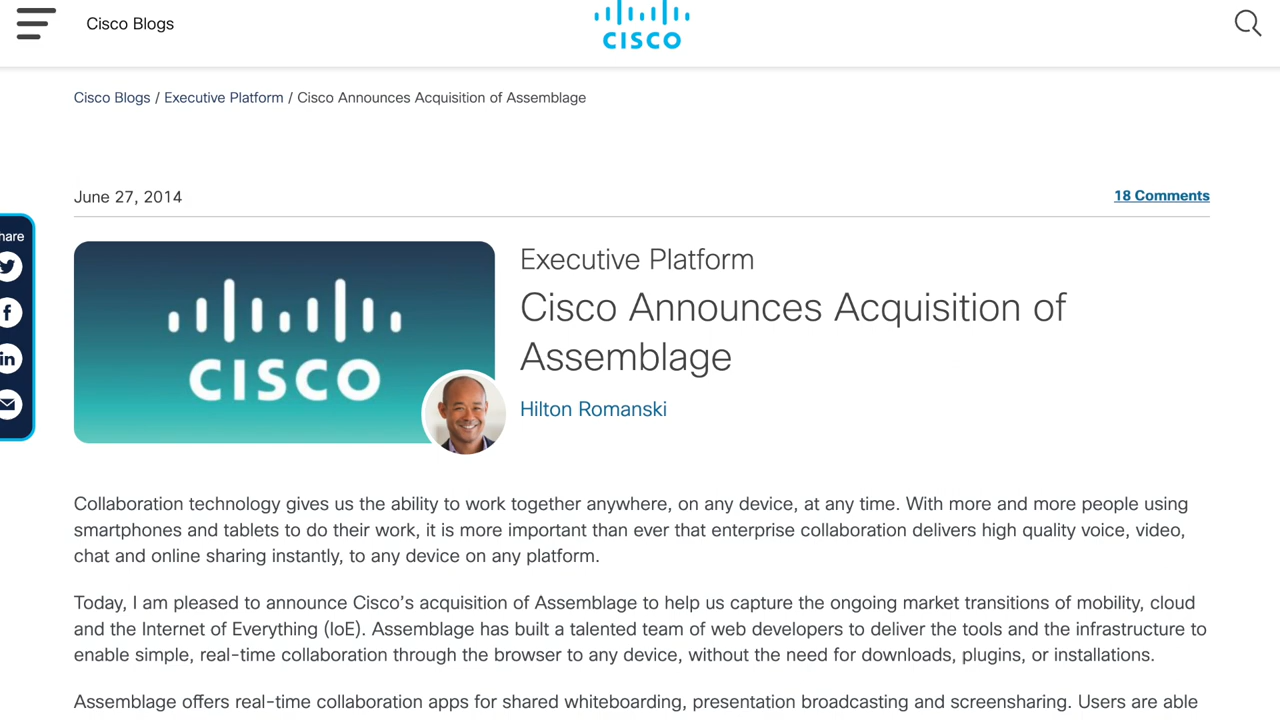 Cisco Blogs
CISCO
Cisco Blogs / Executive Platform / Cisco Announces Acquisition of Assemblage
June 27, 2014
18 Comments
hare
CISCO
Executive Platform
Cisco Announces Acquisition of
Assemblage
Hilton Romanski
Collaboration technology gives us the ability to work together anywhere, on any device, at any time. With more and more people using
smartphones and tablets to do their work, it is more important than ever that enterprise collaboration delivers high quality voice, video,
chat and online sharing instantly, to any device on any platform.
Today, I am pleased to announce Cisco’s acquisition of Assemblage to help us capture the ongoing market transitions of mobility, cloud
and the Internet of Everything (IoE). Assemblage has built a talented team of web developers to deliver the tools and the infrastructure to
enable simple, real-time collaboration through the browser to any device, without the need for downloads, plugins, or installations.
Assemblage offers real-time collaboration apps for shared whiteboarding, presentation broadcasting and screensharing. Users are able